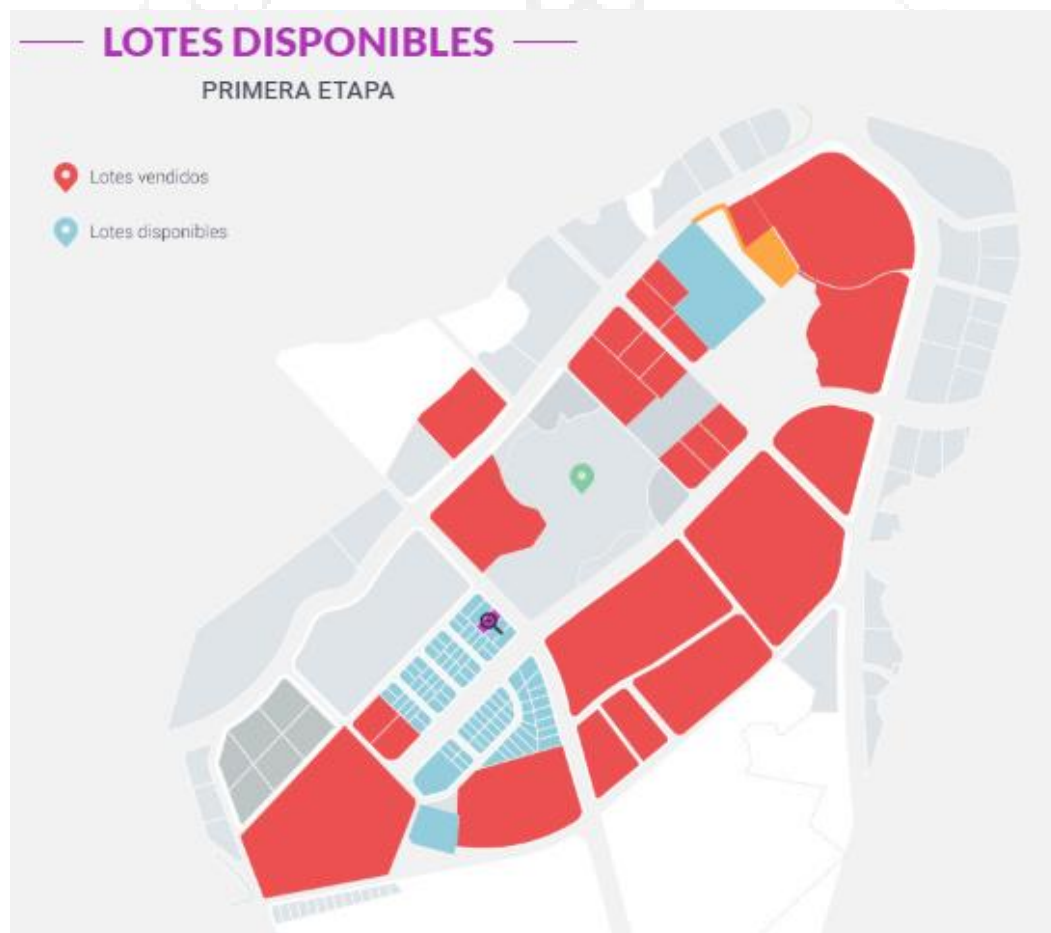 LOTES DISPONIBLES
PRIMERA ETAPA
Lotes vendidos
Lotes disponibles